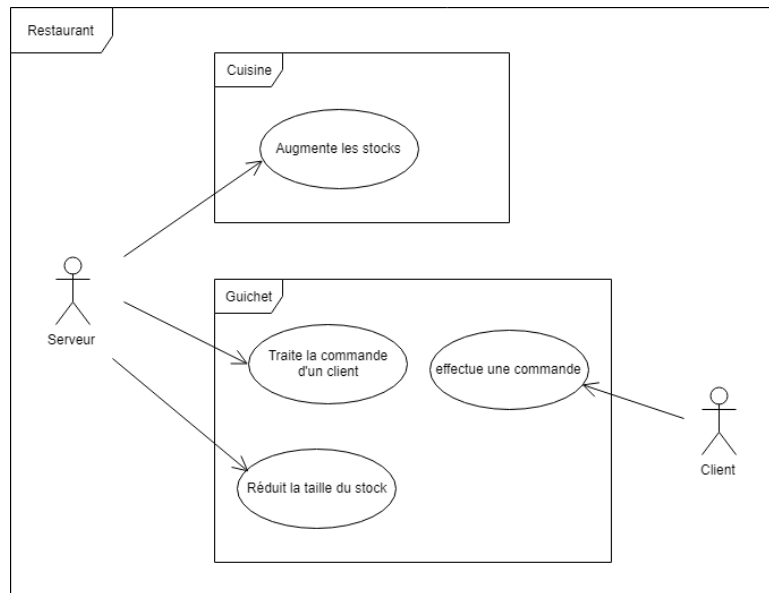 Restaurant
Cuisine
Augmente les stocks
Serveur
Guichet
Traite la commande
d'un client
effectue une commande
Réduit la taille du stock
Client